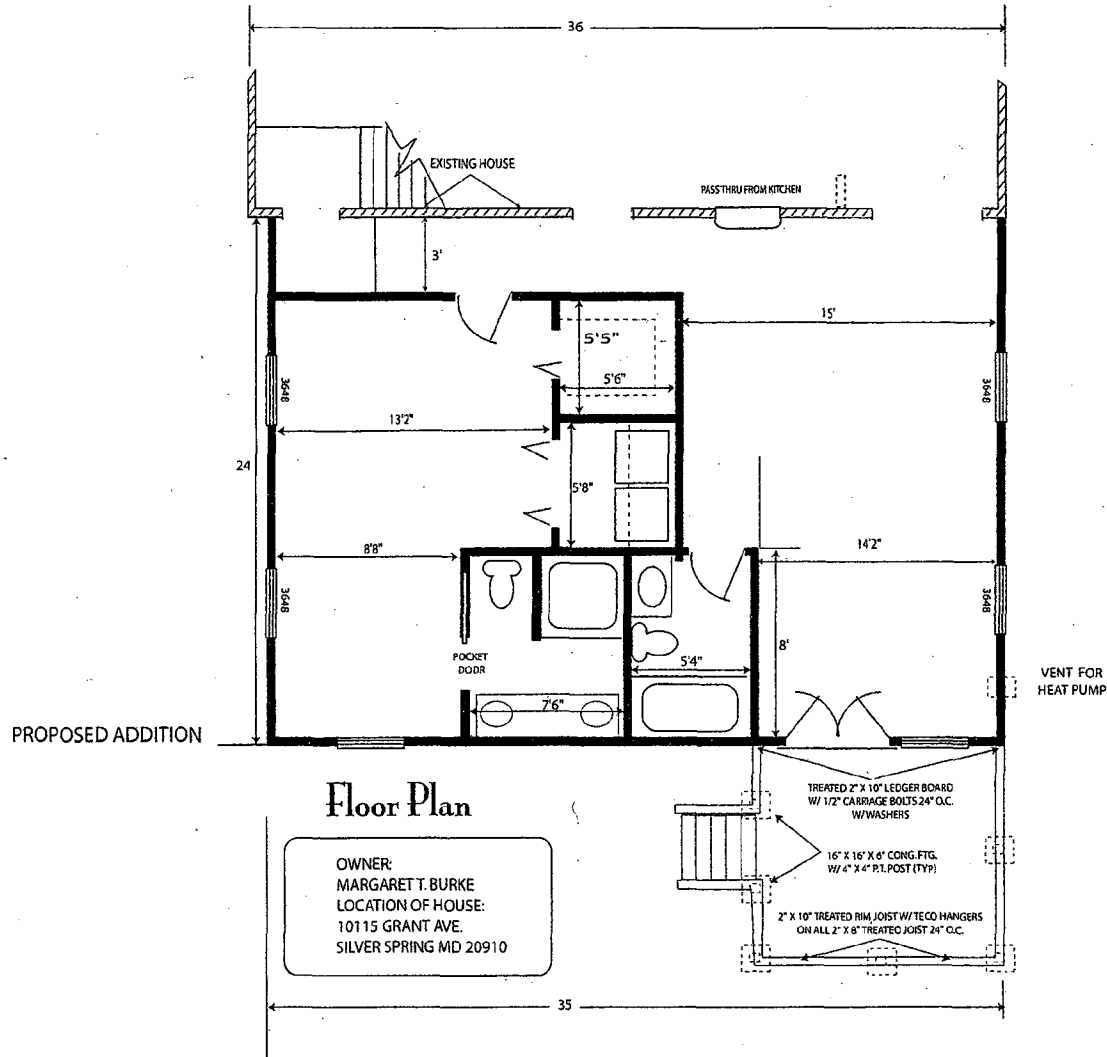 36
EXISTING HOUSE
PASS THRU FROM KITCHEN
3'
15'
5'5"
3648
3648
5'6"
13'2"
24
5'8"
8'8"
14'2"
3648
3648
POCKET
DOOR
5'4"
8'
VENT FOR
HEAT PUMP
7'6"
PROPOSED ADDITION
Floor Plan
TREATED 2" X 10" LEDGER BOARD
W/ 1/2" CARRIAGE BOLTS 24" O.C.
W/WASHERS
16" X 16" X 6" CONG. FTG.
W/ 4" X 4" P.T. POST (TYP)
OWNER:
MARGARET T. BURKE
LOCATION OF HOUSE:
10115 GRANT AVE.
SILVER SPRING MD 20910
2" X 10" TREATED RIM JOIST W/ TECO HANGERS
ON ALL 2" X 8" TREATED JOIST 24" O.C.
35